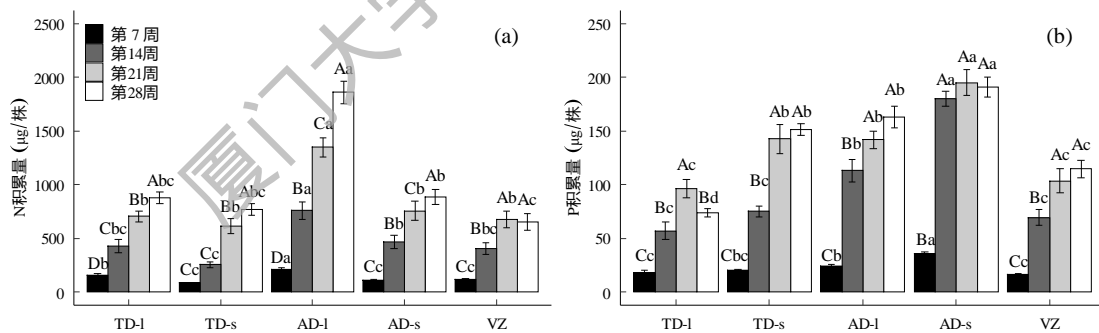 2500
2000
1500
1000
500
0
N积累量 (μg/株)
第 7 周
第14周
第21周
第28周
(a)
Db Cbc Bb Abc
Cc Cc Bb Abc
Da Ba Ca Aa
Cc Bb Cb Ab
Cc Bbc Ab Ac
TD-l TD-s AD-l AD-s VZ
250
200
150
100
50
0
P积累量 (μg/株)
(b)
Cc Bc Ac Bd
Cbc Bc Ab Ab
Cb Bb Ab Ab
Ba Aa Aa Aa
Cc Bc Ac Ac
TD-l TD-s AD-l AD-s VZ
厦门大学